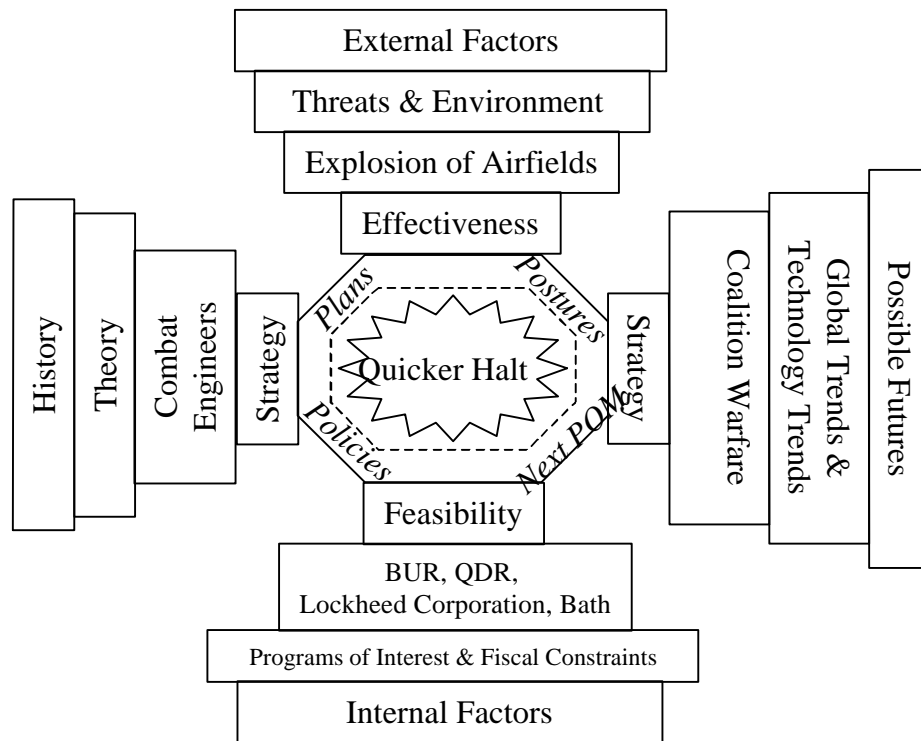 External Factors
Threats & Environment
Explosion of Airfields
Effectiveness
History
Theory
Combat
Engineers
Strategy
Plans
Postures
Quicker Halt
Policies
Next POM
Strategy
Coalition Warfare
Global Trends &
Technology Trends
Possible Futures
Feasibility
BUR, QDR,
Lockheed Corporation, Bath
Programs of Interest & Fiscal Constraints
Internal Factors